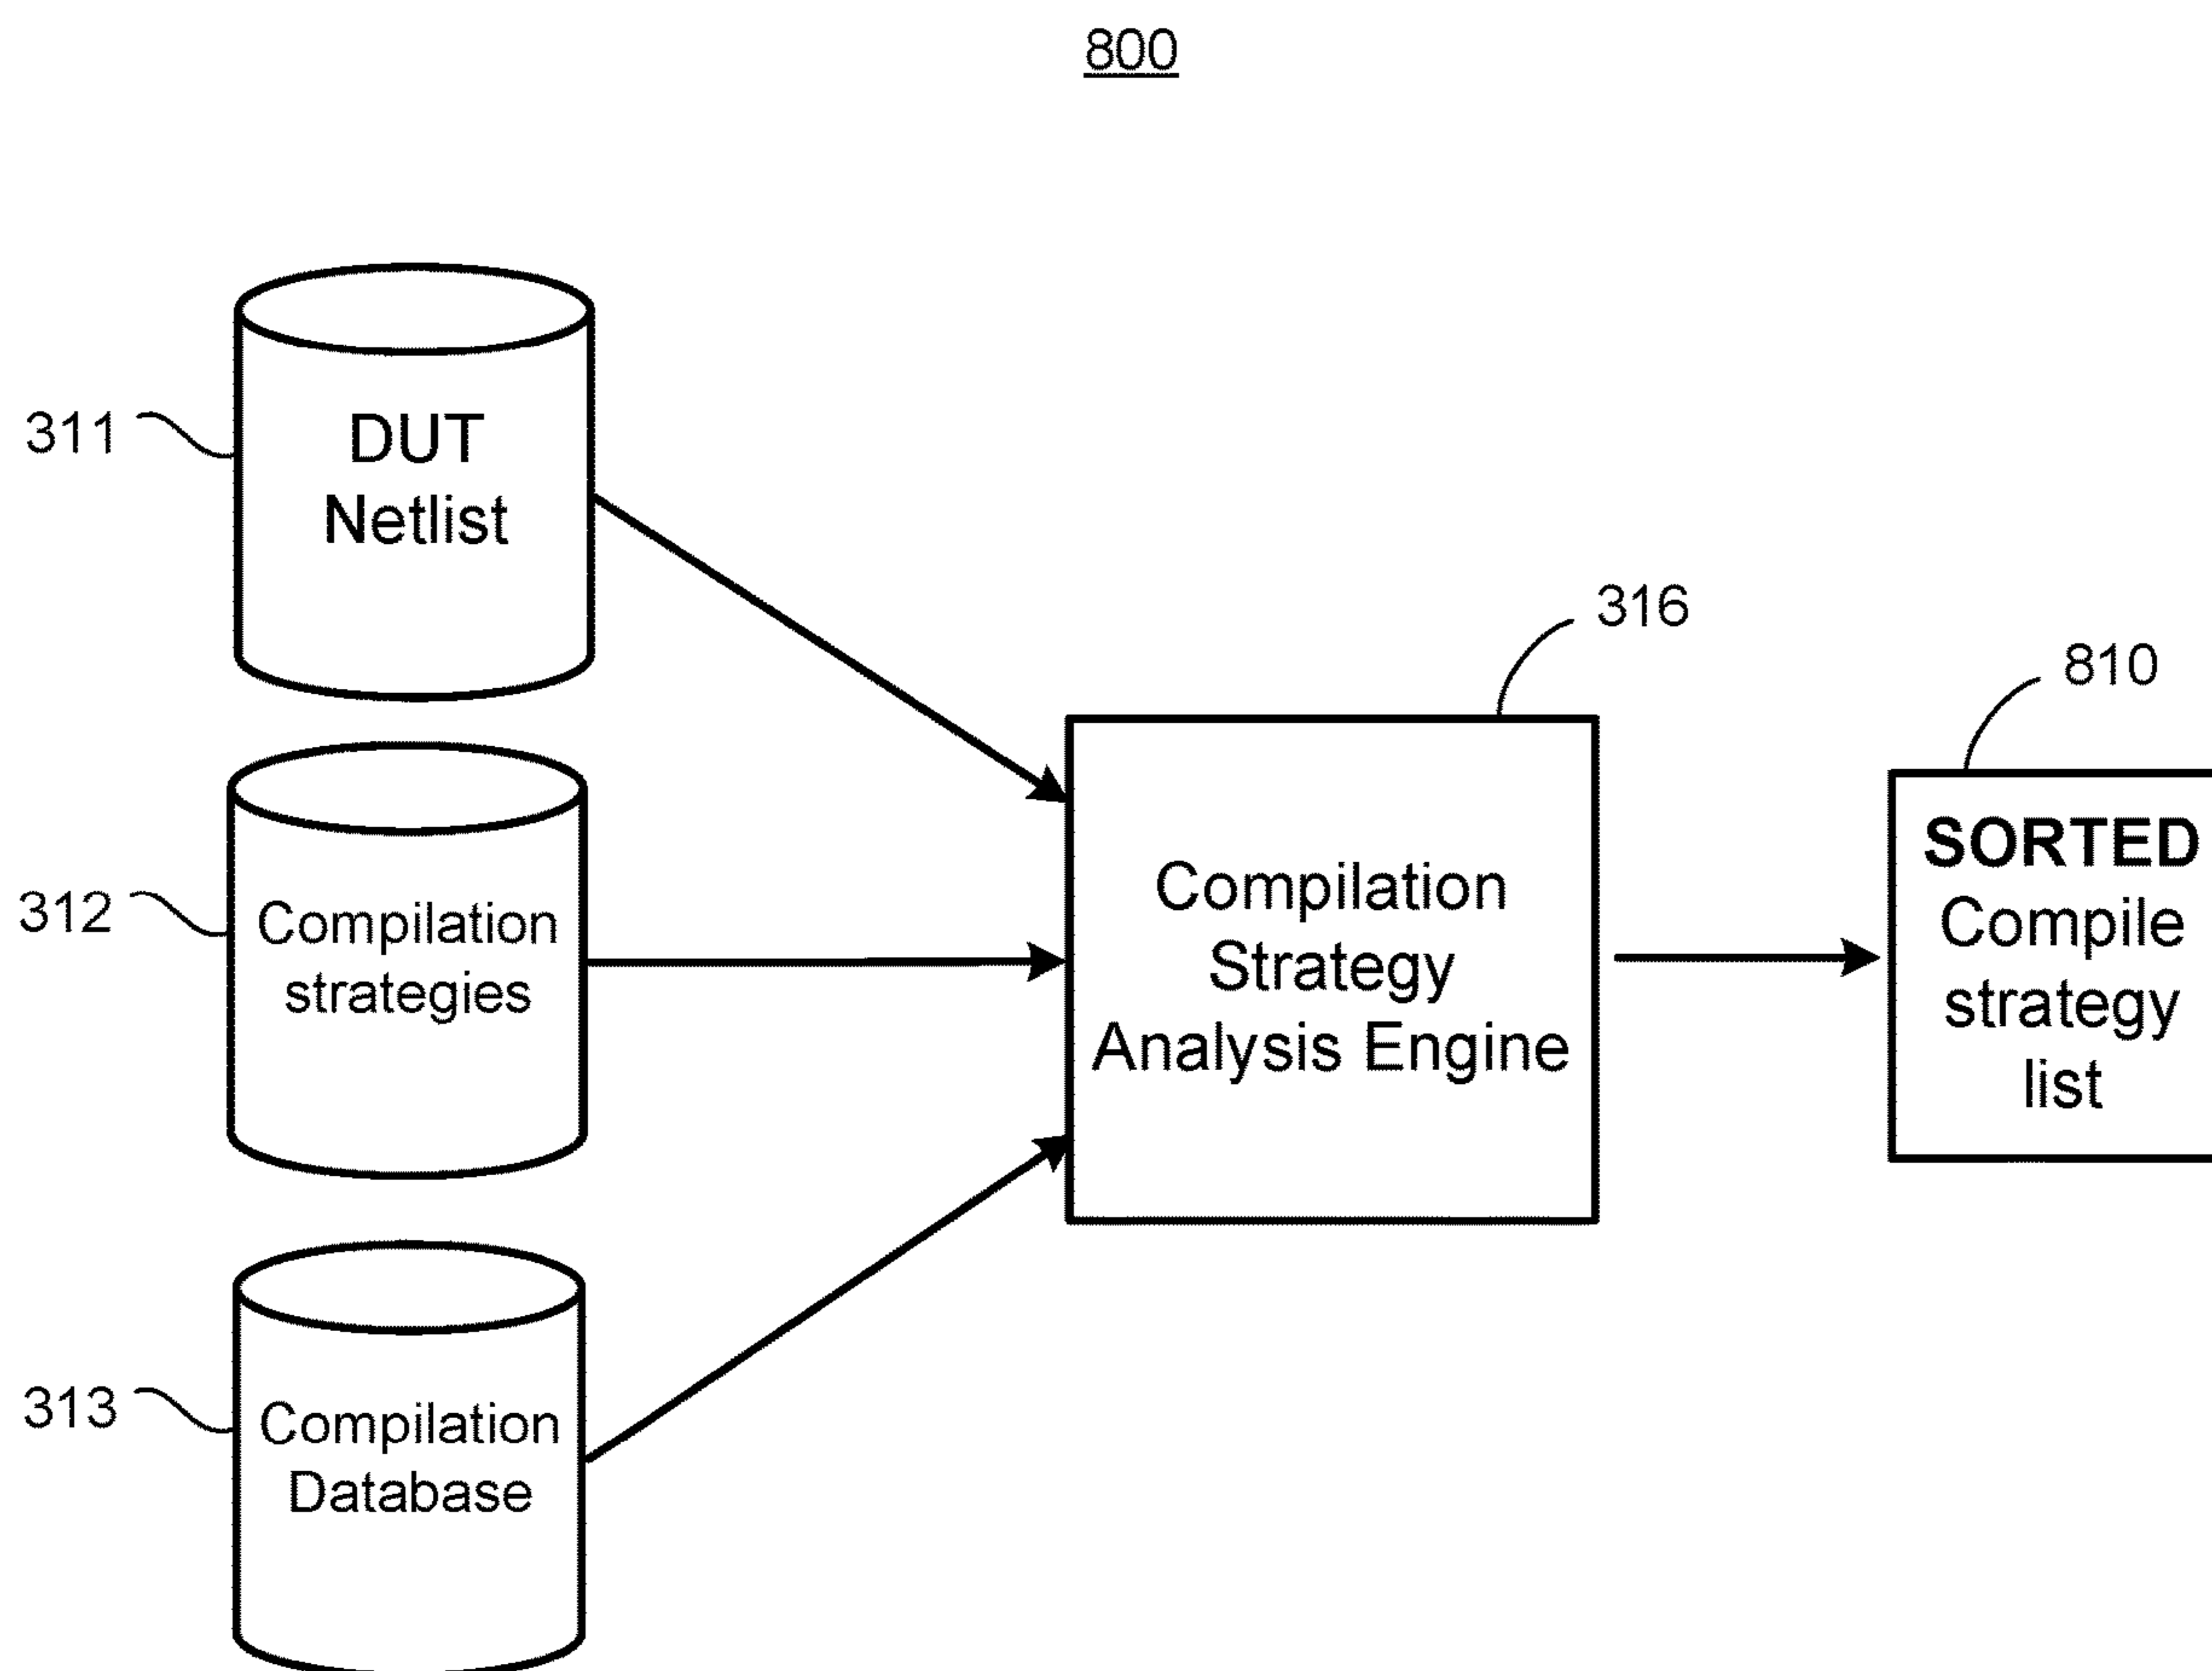 800
311
DUT
Netlist
312
Compilation
strategies
313
Compilation
Database
316
Compilation
Strategy
Analysis Engine
810
SORTED
Compile
strategy
list